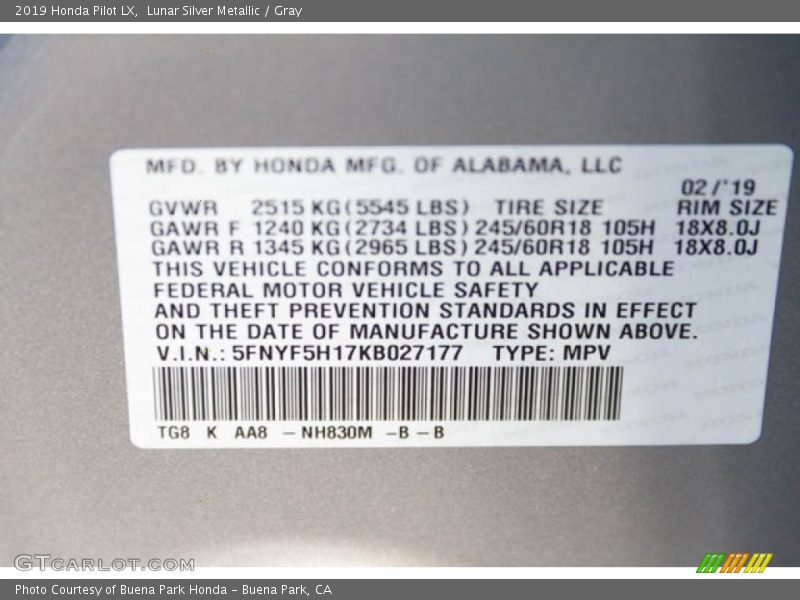 2019 Honda Pilot LX, Lunar Silver Metallic / Gray
MFD. BY HONDA MFG. OF ALABAMA, LLC
02/'19
GVWR 2515 KG(5545 LBS) TIRE SIZE RIM SIZE
GAWR F 1240 KG(2734 LBS)245/60R18 105H 18X8.0J
GAWR R 1345 KG(2965 LBS)245/60R18 105H 18X8.0J
THIS VEHICLE CONFORMS TO ALL APPLICABLE
FEDERAL MOTOR VEHICLE SAFETY
AND THEFT PREVENTION STANDARDS IN EFFECT
ON THE DATE OF MANUFACTURE SHOWN ABOVE.
V.I.N.: 5FNYF5H17KB027177 TYPE: MPV
TG8 K AA8 – NH830M – B – B
GTCARLOT.COM
Photo Courtesy of Buena Park Honda – Buena Park, CA